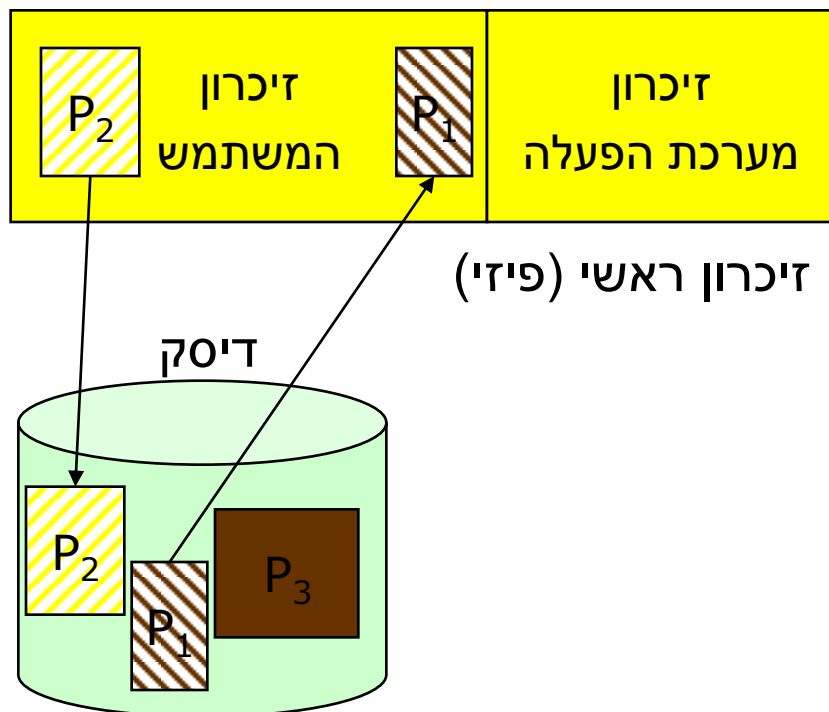 זיכרון
מערכת הפעלה
P₁
זיכרון
המשתמש
P₂
זיכרון ראשי (פיזי)
דיסק
P₂
P₁
P₃